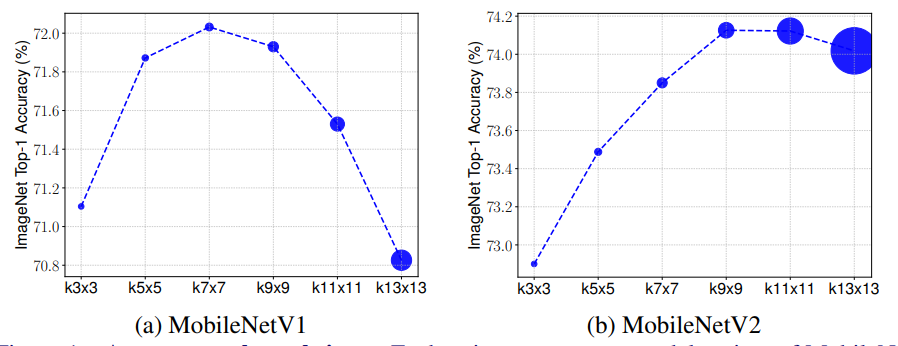 ImageNet Top-1 Accuracy (%)
72.0
71.8
71.6
71.4
71.2
71.0
70.8
k3x3 k5x5 k7x7 k9x9 k11x11 k13x13
(a) MobileNetV1
ImageNet Top-1 Accuracy (%)
74.2
74.0
73.8
73.6
73.4
73.2
73.0
k3x3 k5x5 k7x7 k9x9 k11x11 k13x13
(b) MobileNetV2